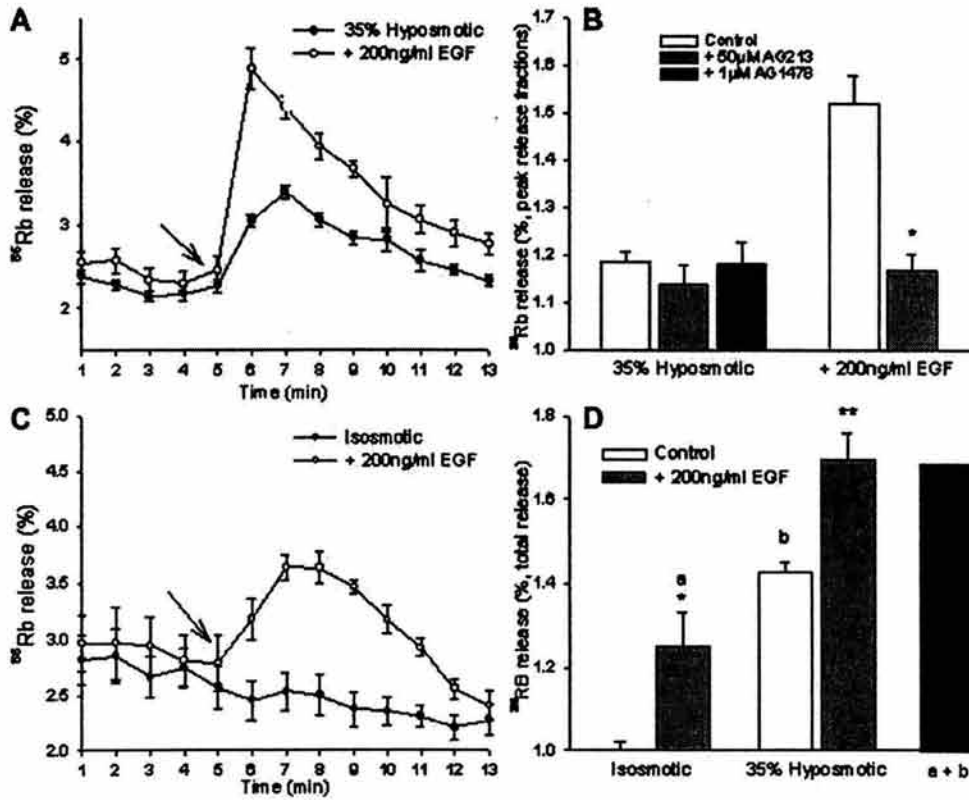 A
35% Hyposmotic
+ 200ng/ml EGF
5
4
3
2
⁸⁶Rb release (%)
1 2 3 4 5 6 7 8 9 10 11 12 13
Time (min)
B
Control
+ 50µM AG213
+ 1µM AG1478
1.7
1.6
1.5
1.4
1.3
1.2
1.1
1.0
⁸⁶Rb release (%, peak release fractions)
*
35% Hyposmotic
+ 200ng/ml EGF
C
Isosmotic
+ 200ng/ml EGF
5.0
4.5
4.0
3.5
3.0
2.5
2.0
⁸⁶Rb release (%)
1 2 3 4 5 6 7 8 9 10 11 12 13
Time (min)
D
Control
+ 200ng/ml EGF
1.8
1.6
1.4
1.2
1.0
⁸⁶RB release (%, total release)
a
*
b
**
Isosmotic
35% Hyposmotic
a + b